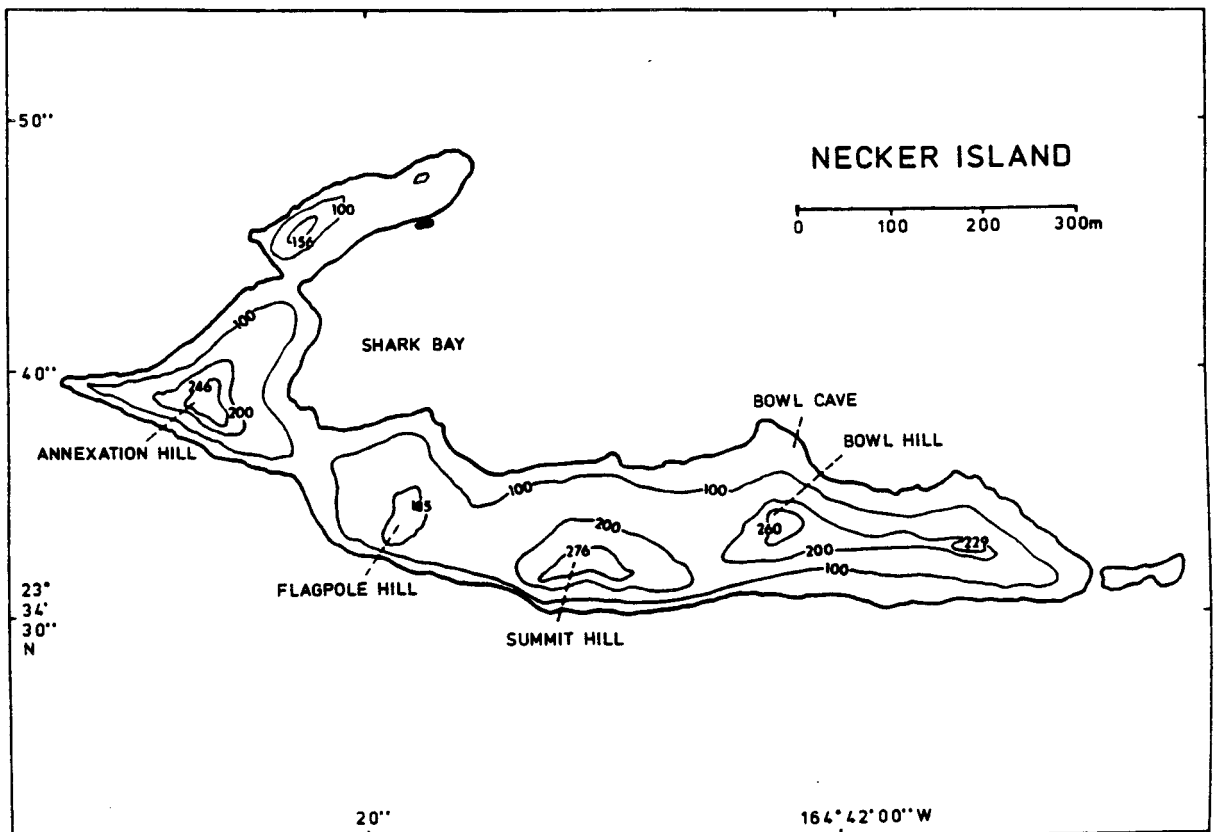 50''
NECKER ISLAND
0 100 200 300m
100
156
100
SHARK BAY
40''
246
200
ANNEXATION HILL
BOWL CAVE
BOWL HILL
100
100
185
FLAGPOLE HILL
200
276
SUMMIT HILL
260
200
229
100
23°
34'
30''
N
20''
164° 42' 00'' W